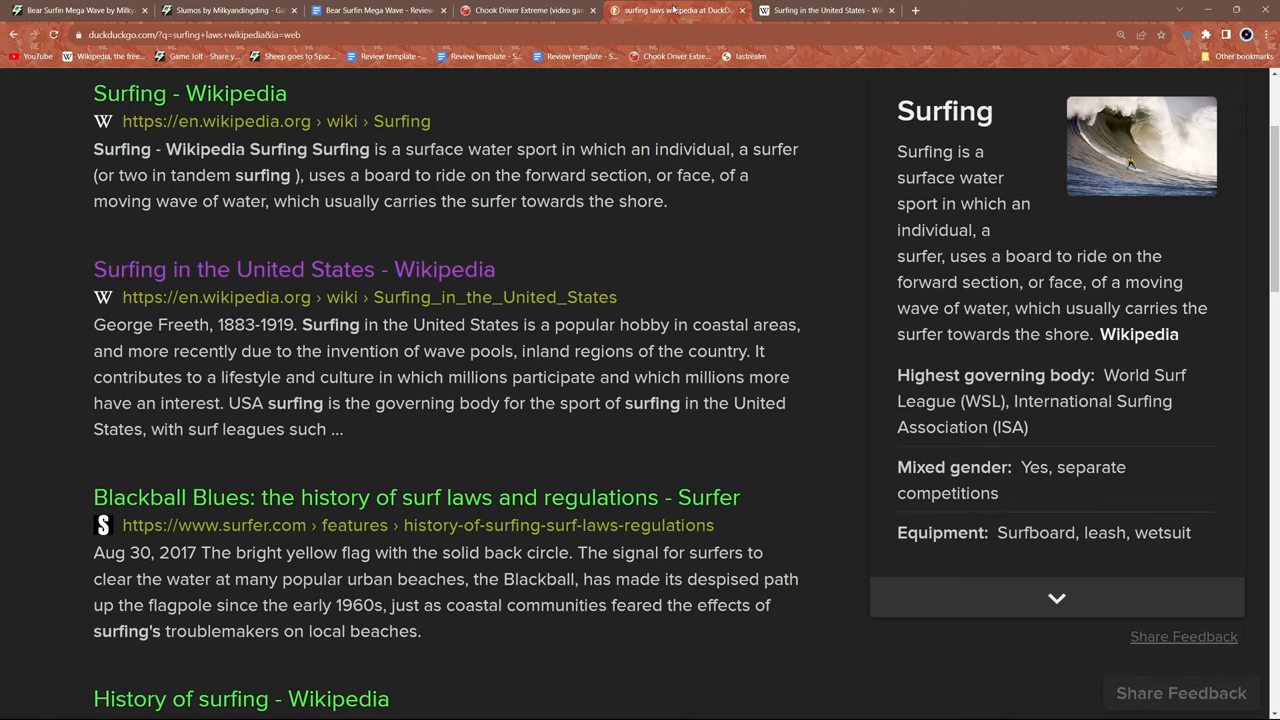 Bear Surfin Mega Wave by Milky
Slumos by Milkyandingding - Ga
Bear Surfin Mega Wave - Review
Chook Driver Extreme (video gam
surfing laws wikipedia at DuckD
Surfing in the United States - Wik
duckduckgo.com/?q=surfing+laws+wikipedia&ia=web
YouTube
Wikipedia, the free...
Game Jolt - Share y...
Sheep goes to Spac...
Review template -...
Review template - S...
Review template - S...
Chook Driver Extre...
lastrealm
Other bookmarks
Surfing - Wikipedia
https://en.wikipedia.org › wiki › Surfing
Surfing - Wikipedia Surfing Surfing is a surface water sport in which an individual, a surfer
(or two in tandem surfing ), uses a board to ride on the forward section, or face, of a
moving wave of water, which usually carries the surfer towards the shore.
Surfing in the United States - Wikipedia
https://en.wikipedia.org › wiki › Surfing_in_the_United_States
George Freeth, 1883-1919. Surfing in the United States is a popular hobby in coastal areas,
and more recently due to the invention of wave pools, inland regions of the country. It
contributes to a lifestyle and culture in which millions participate and which millions more
have an interest. USA surfing is the governing body for the sport of surfing in the United
States, with surf leagues such ...
Blackball Blues: the history of surf laws and regulations - Surfer
https://www.surfer.com › features › history-of-surfing-surf-laws-regulations
Aug 30, 2017 The bright yellow flag with the solid back circle. The signal for surfers to
clear the water at many popular urban beaches, the Blackball, has made its despised path
up the flagpole since the early 1960s, just as coastal communities feared the effects of
surfing's troublemakers on local beaches.
History of surfing - Wikipedia
Surfing
Surfing is a
surface water
sport in which an
individual, a
surfer, uses a board to ride on the
forward section, or face, of a moving
wave of water, which usually carries the
surfer towards the shore. Wikipedia
Highest governing body: World Surf
League (WSL), International Surfing
Association (ISA)
Mixed gender: Yes, separate
competitions
Equipment: Surfboard, leash, wetsuit
Share Feedback
Share Feedback